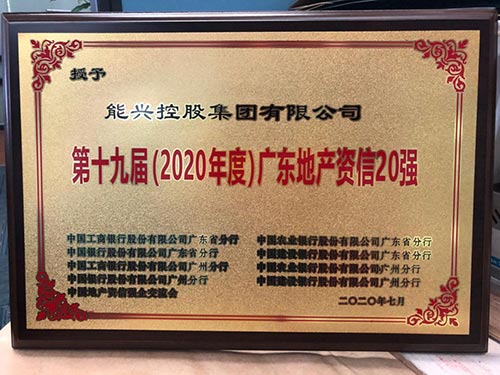 授予
能兴控股集团有限公司
第十九届(2020年度)广东地产资信20强
中国工商银行股份有限公司广东省分行
中国农业银行股份有限公司广东省分行
中国银行股份有限公司广东省分行
中国建设银行股份有限公司广东省分行
中国工商银行股份有限公司广州分行
中国农业银行股份有限公司广州分行
中国银行股份有限公司广州分行
中国建设银行股份有限公司广州分行
中国地产资信强企交流会
二〇二〇年七月